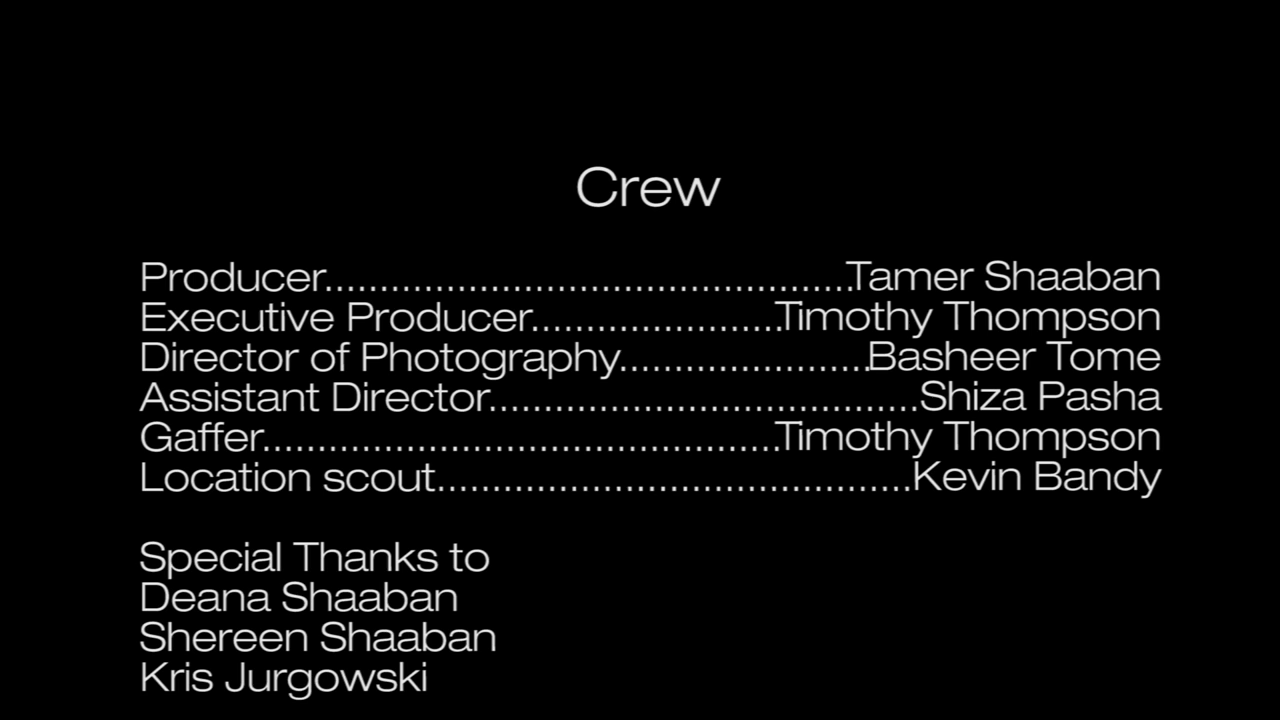 Crew
Producer................................................Tamer Shaaban
Executive Producer.......................Timothy Thompson
Director of Photography.......................Basheer Tome
Assistant Director.......................................Shiza Pasha
Gaffer...............................................Timothy Thompson
Location scout...........................................Kevin Bandy
Special Thanks to
Deana Shaaban
Shereen Shaaban
Kris Jurgowski